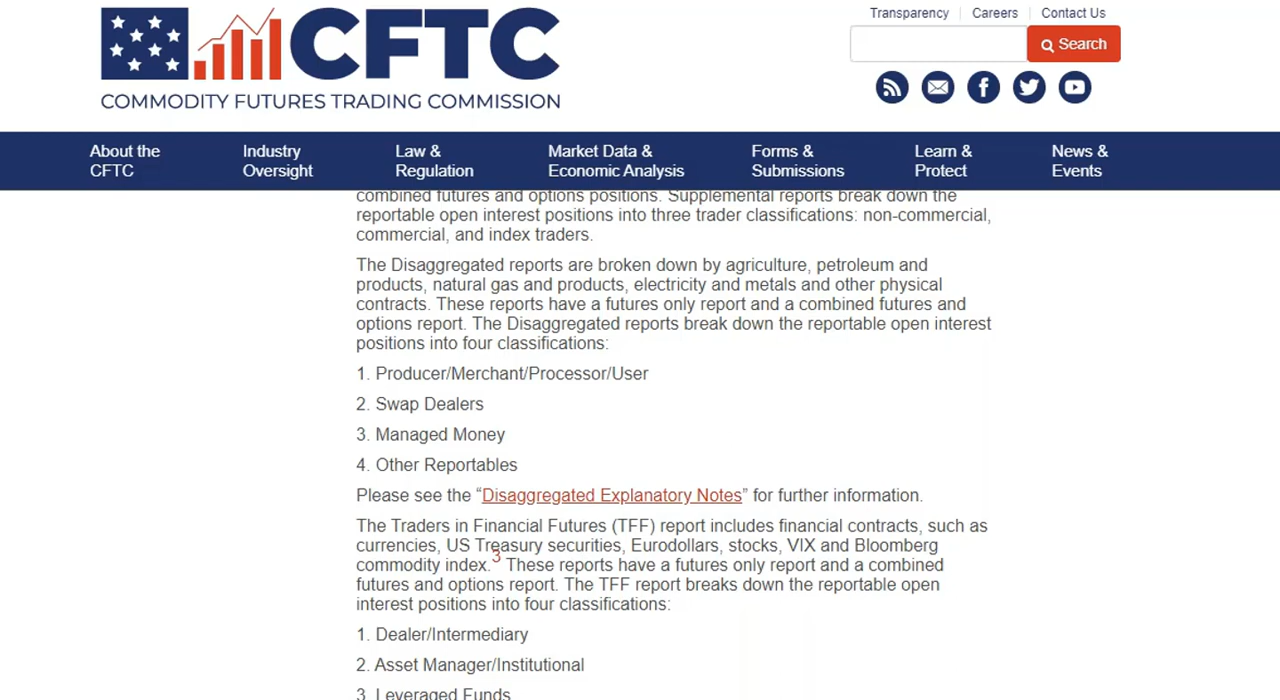 Transparency
Careers
Contact Us
CFTC
COMMODITY FUTURES TRADING COMMISSION
Search
About the
CFTC
Industry
Oversight
Law &
Regulation
Market Data &
Economic Analysis
Forms &
Submissions
Learn &
Protect
News &
Events
combined futures and options positions. Supplemental reports break down the
reportable open interest positions into three trader classifications: non-commercial,
commercial, and index traders.
The Disaggregated reports are broken down by agriculture, petroleum and
products, natural gas and products, electricity and metals and other physical
contracts. These reports have a futures only report and a combined futures and
options report. The Disaggregated reports break down the reportable open interest
positions into four classifications:
1. Producer/Merchant/Processor/User
2. Swap Dealers
3. Managed Money
4. Other Reportables
Please see the “Disaggregated Explanatory Notes” for further information.
The Traders in Financial Futures (TFF) report includes financial contracts, such as
currencies, US Treasury securities, Eurodollars, stocks, VIX and Bloomberg
commodity index.3 These reports have a futures only report and a combined
futures and options report. The TFF report breaks down the reportable open
interest positions into four classifications:
1. Dealer/Intermediary
2. Asset Manager/Institutional
3. Leveraged Funds